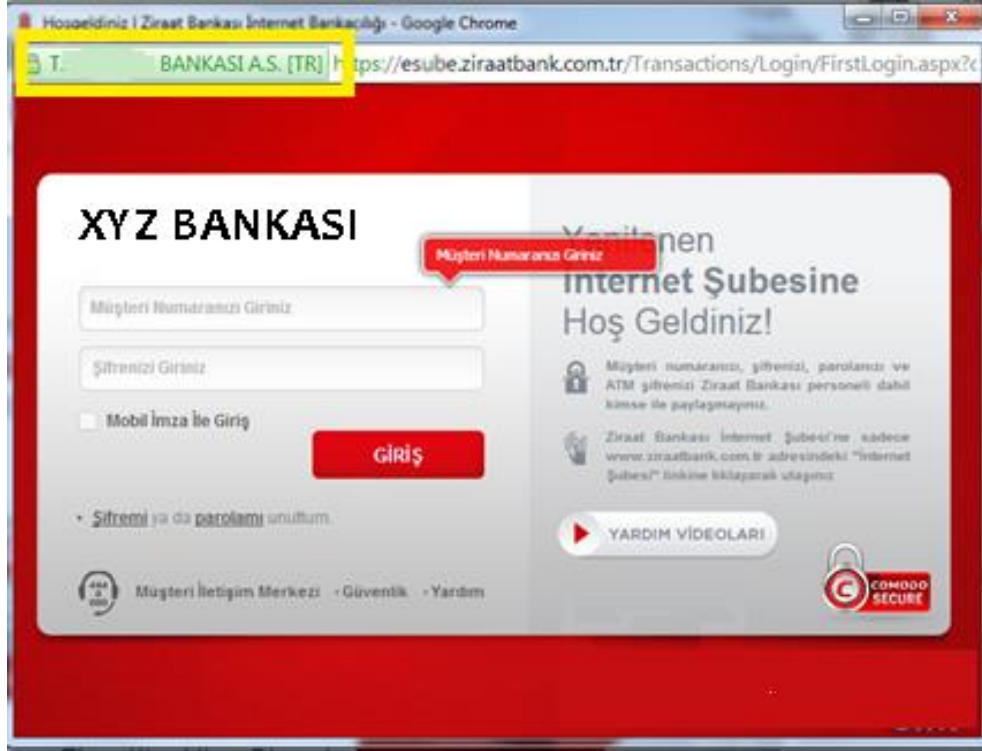 Hoşgeldiniz | Ziraat Bankası İnternet Bankacılığı - Google Chrome
T. BANKASI A.S. [TR] https://esube.ziraatbank.com.tr/Transactions/Login/FirstLogin.aspx?c
XYZ BANKASI
Müşteri Numaranızı Giriniz
Müşteri Numaranızı Giriniz
Şifrenizi Giriniz
Mobil İmza İle Giriş
GİRİŞ
• Şifremi ya da parolamı unuttum.
Müşteri İletişim Merkezi - Güvenlik - Yardım
Yenilenen
İnternet Şubesine
Hoş Geldiniz!
Müşteri numaranızı, şifrenizi, parolanızı ve
ATM şifrenizi Ziraat Bankası personeli dahil
kimse ile paylaşmayınız.
Ziraat Bankası İnternet Şubesi'ne sadece
www.ziraatbank.com.tr adresindeki "İnternet
Şubesi" linkine tıklayarak ulaşınız
YARDIM VİDEOLARI
C COMODO
SECURE